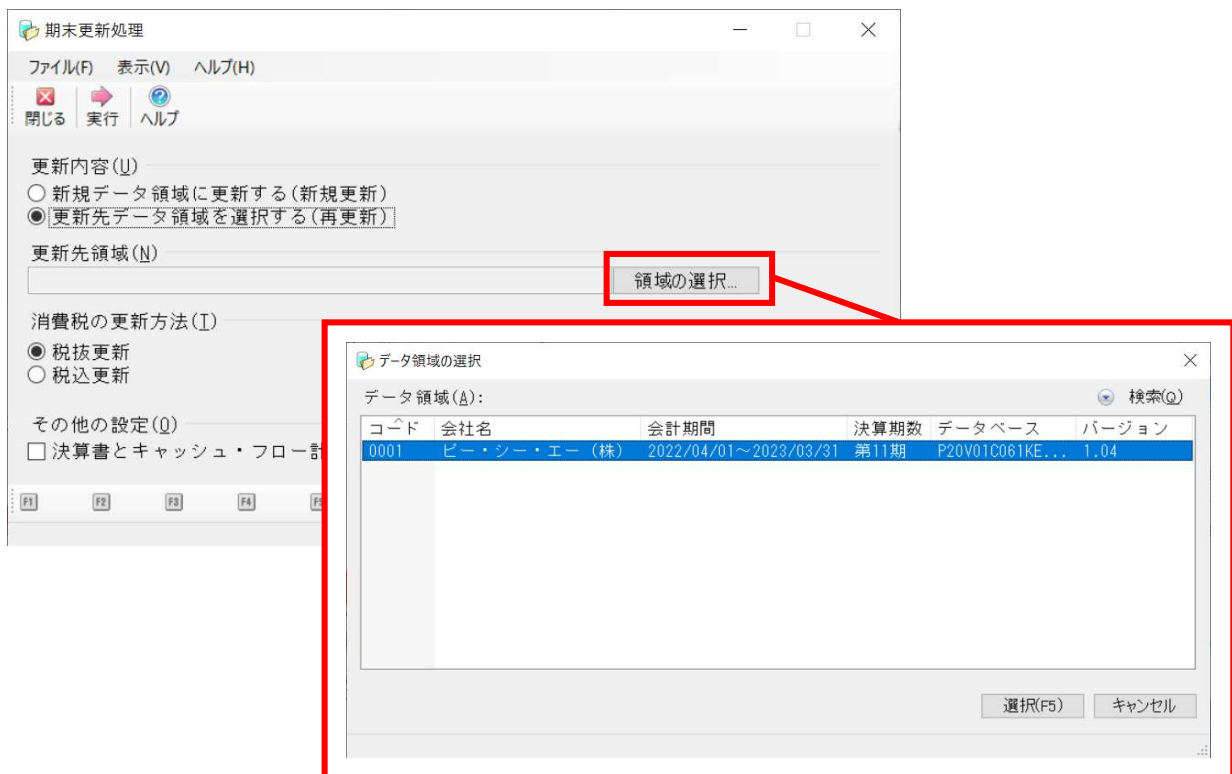 期末更新処理
ファイル(F) 表示(V) ヘルプ(H)
閉じる 実行 ヘルプ
更新内容(U)
新規データ領域に更新する(新規更新)
更新先データ領域を選択する(再更新)
更新先領域(N)
領域の選択...
消費税の更新方法(T)
税抜更新
税込更新
その他の設定(O)
決算書とキャッシュ・フロー計
F1 F2 F3 F4
データ領域の選択
データ領域(A): 検索(Q)
コード 会社名 会計期間 決算期数 データベース バージョン
0001 ピー・シー・エー（株） 2022/04/01～2023/03/31 第11期 P20V01C061KE... 1.04
選択(F5) キャンセル